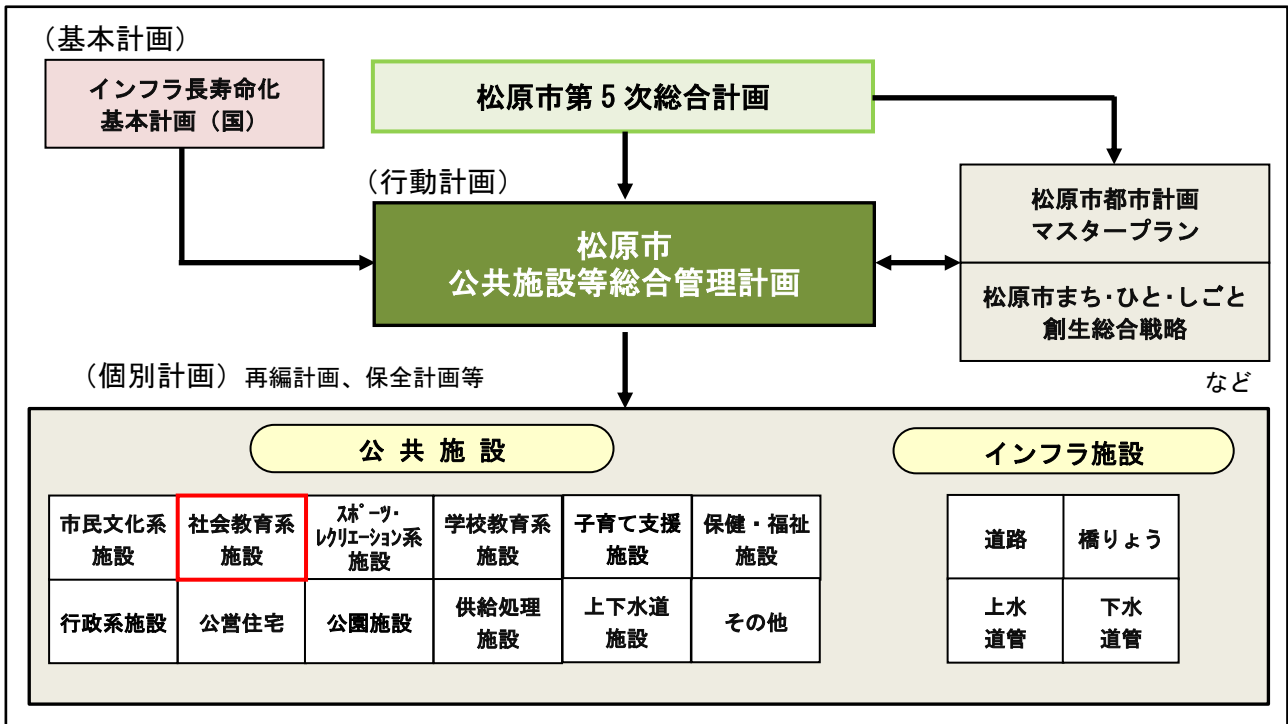 （基本計画）
インフラ長寿命化
基本計画（国）
松原市第５次総合計画
（行動計画）
松原市
公共施設等総合管理計画
松原市都市計画
マスタープラン
松原市まち・ひと・しごと
創生総合戦略
など
（個別計画）再編計画、保全計画等
公 共 施 設
市民文化系
施設
社会教育系
施設
ｽﾎﾟｰﾂ・
ﾚｸﾘｴｰｼｮﾝ系
施設
学校教育系
施設
子育て支援
施設
保健・福祉
施設
行政系施設
公営住宅
公園施設
供給処理
施設
上下水道
施設
その他
インフラ施設
道路
橋りょう
上水
道管
下水
道管